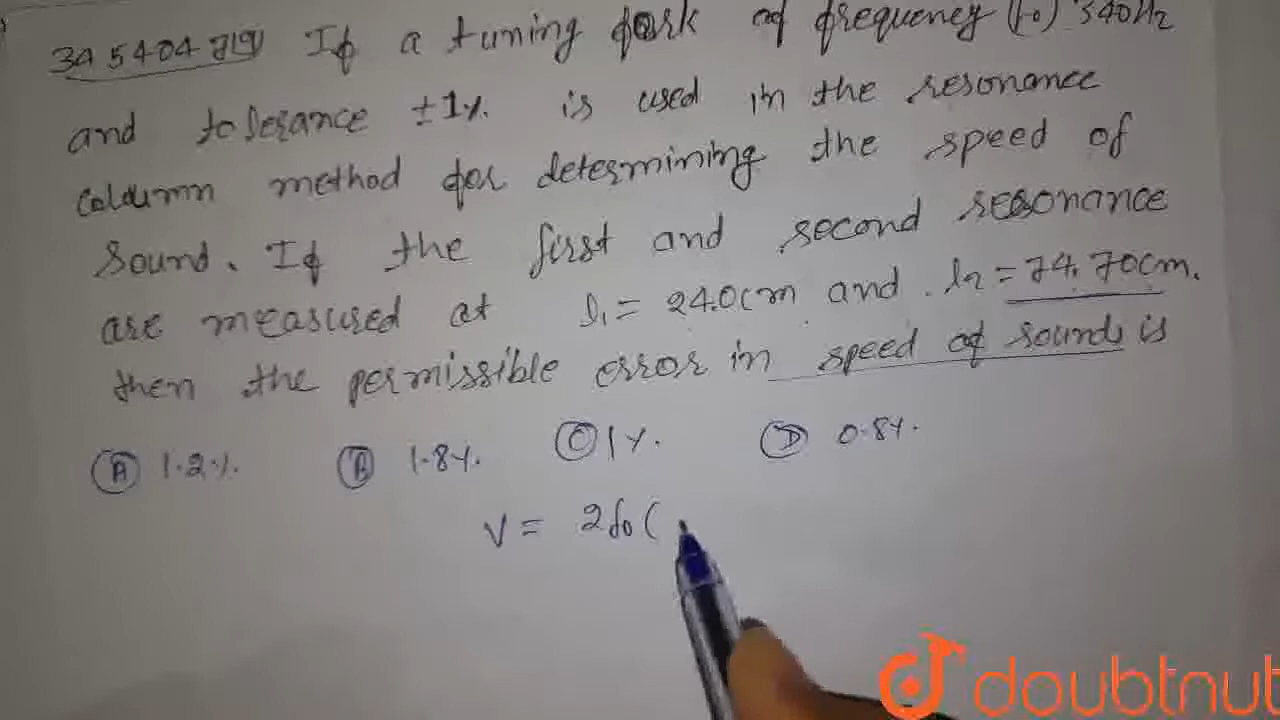 345404719) If a tuning fork of frequency (f0) 340Hz
and tolerance ±1%. is used in the resonance
column method for determining the speed of
sound. If the first and second resonance
are measured at l1 = 24.0cm and l2 = 74.70cm.
then the permissible error in speed of sound is
(A) 1.2%. (B) 1.8%. (C) 1%. (D) 0.8%.
V = 2f0 (
doubtnut